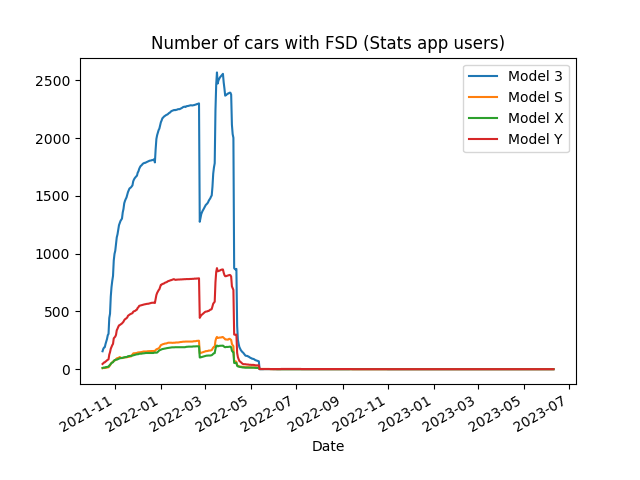 Number of cars with FSD (Stats app users)
Model 3
Model S
Model X
Model Y
2500
2000
1500
1000
500
0
2021-11
2022-01
2022-03
2022-05
2022-07
2022-09
2022-11
2023-01
2023-03
2023-05
2023-07
Date